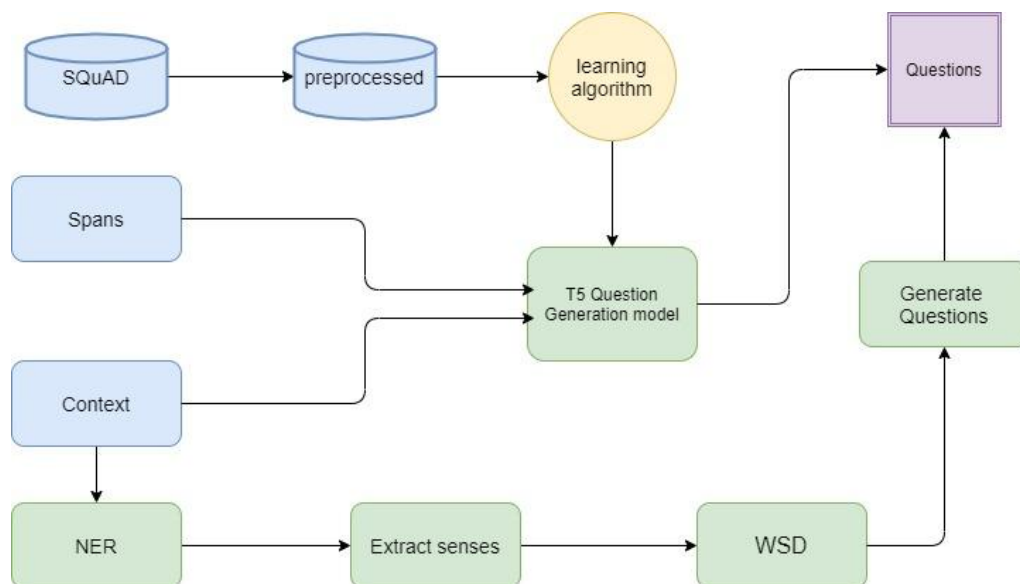 SQuAD
preprocessed
learning
algorithm
Questions
Spans
T5 Question
Generation model
Generate
Questions
Context
NER
Extract senses
WSD